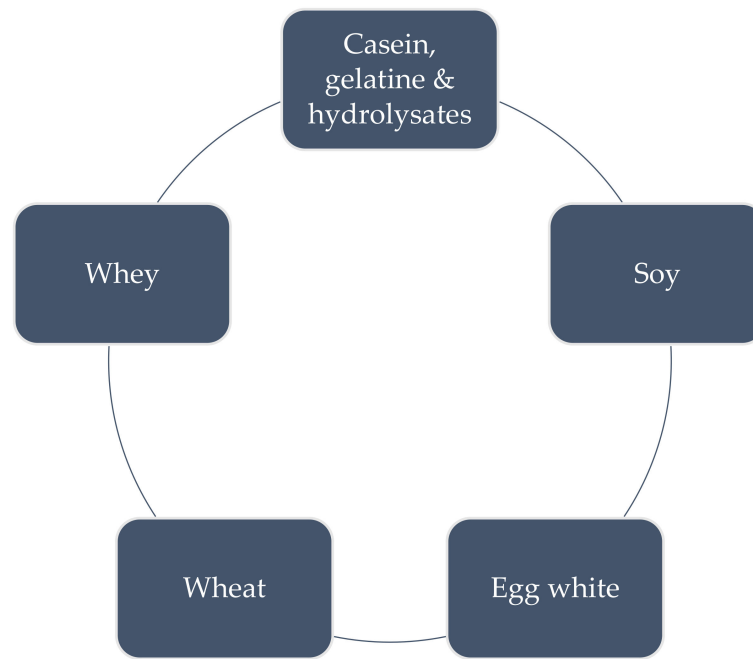 Casein,
gelatine &
hydrolysates
Whey
Soy
Wheat
Egg white